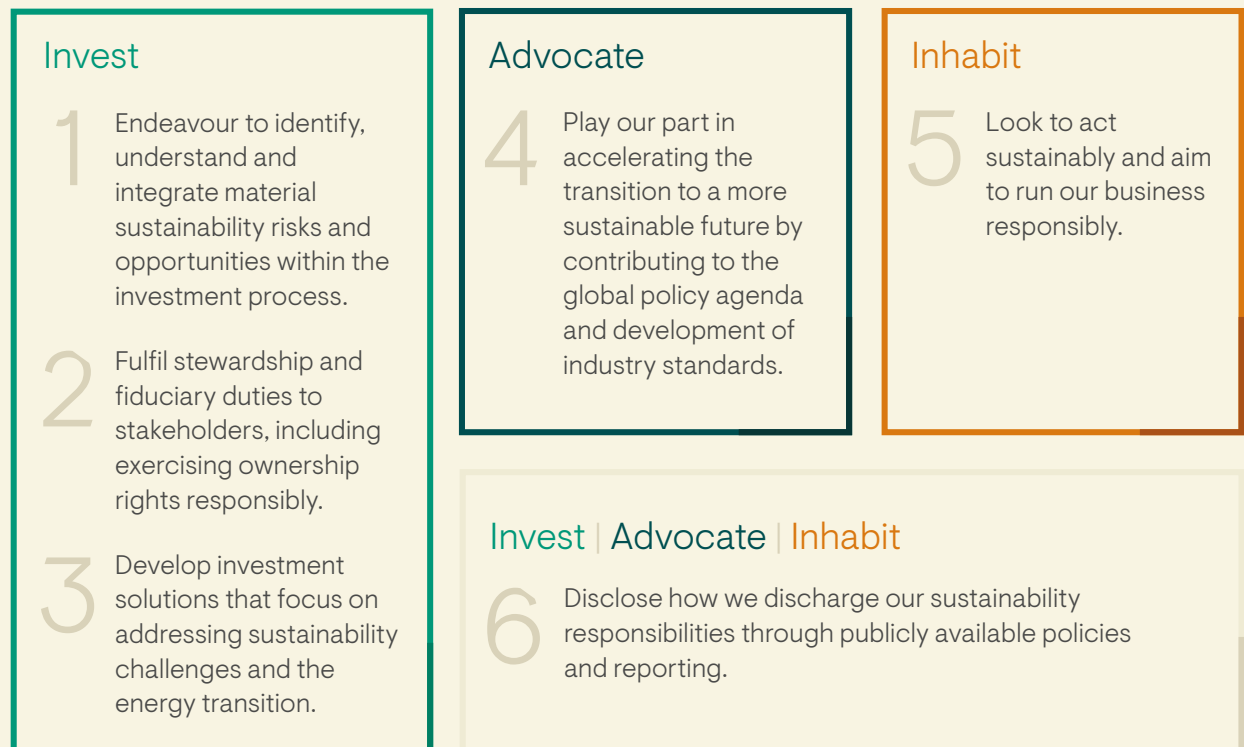 Invest
1
Endeavour to identify,
understand and
integrate material
sustainability risks and
opportunities within the
investment process.
2
Fulfil stewardship and
fiduciary duties to
stakeholders, including
exercising ownership
rights responsibly.
3
Develop investment
solutions that focus on
addressing sustainability
challenges and the
energy transition.
Advocate
4
Play our part in
accelerating the
transition to a more
sustainable future by
contributing to the
global policy agenda
and development of
industry standards.
Inhabit
5
Look to act
sustainably and aim
to run our business
responsibly.
Invest | Advocate | Inhabit
6
Disclose how we discharge our sustainability
responsibilities through publicly available policies
and reporting.